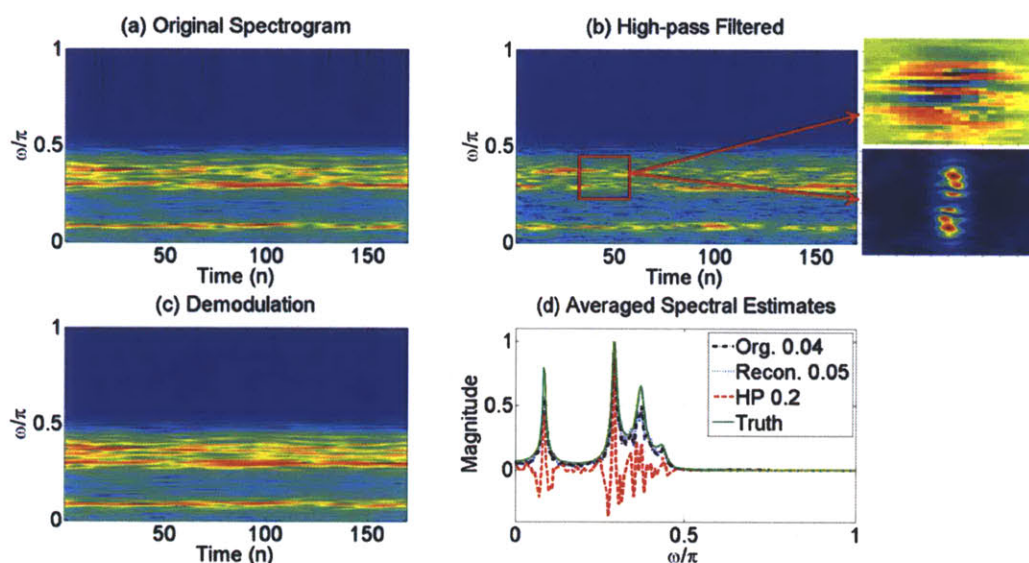 (a) Original Spectrogram
(b) High-pass Filtered
1
0.5
0
ω/π
50
100
150
Time (n)
1
0.5
0
ω/π
50
100
150
Time (n)
(c) Demodulation
(d) Averaged Spectral Estimates
1
0.5
0
ω/π
50
100
150
Time (n)
1
0.5
0
Magnitude
Org. 0.04
Recon. 0.05
HP 0.2
Truth
0
0.5
1
ω/π